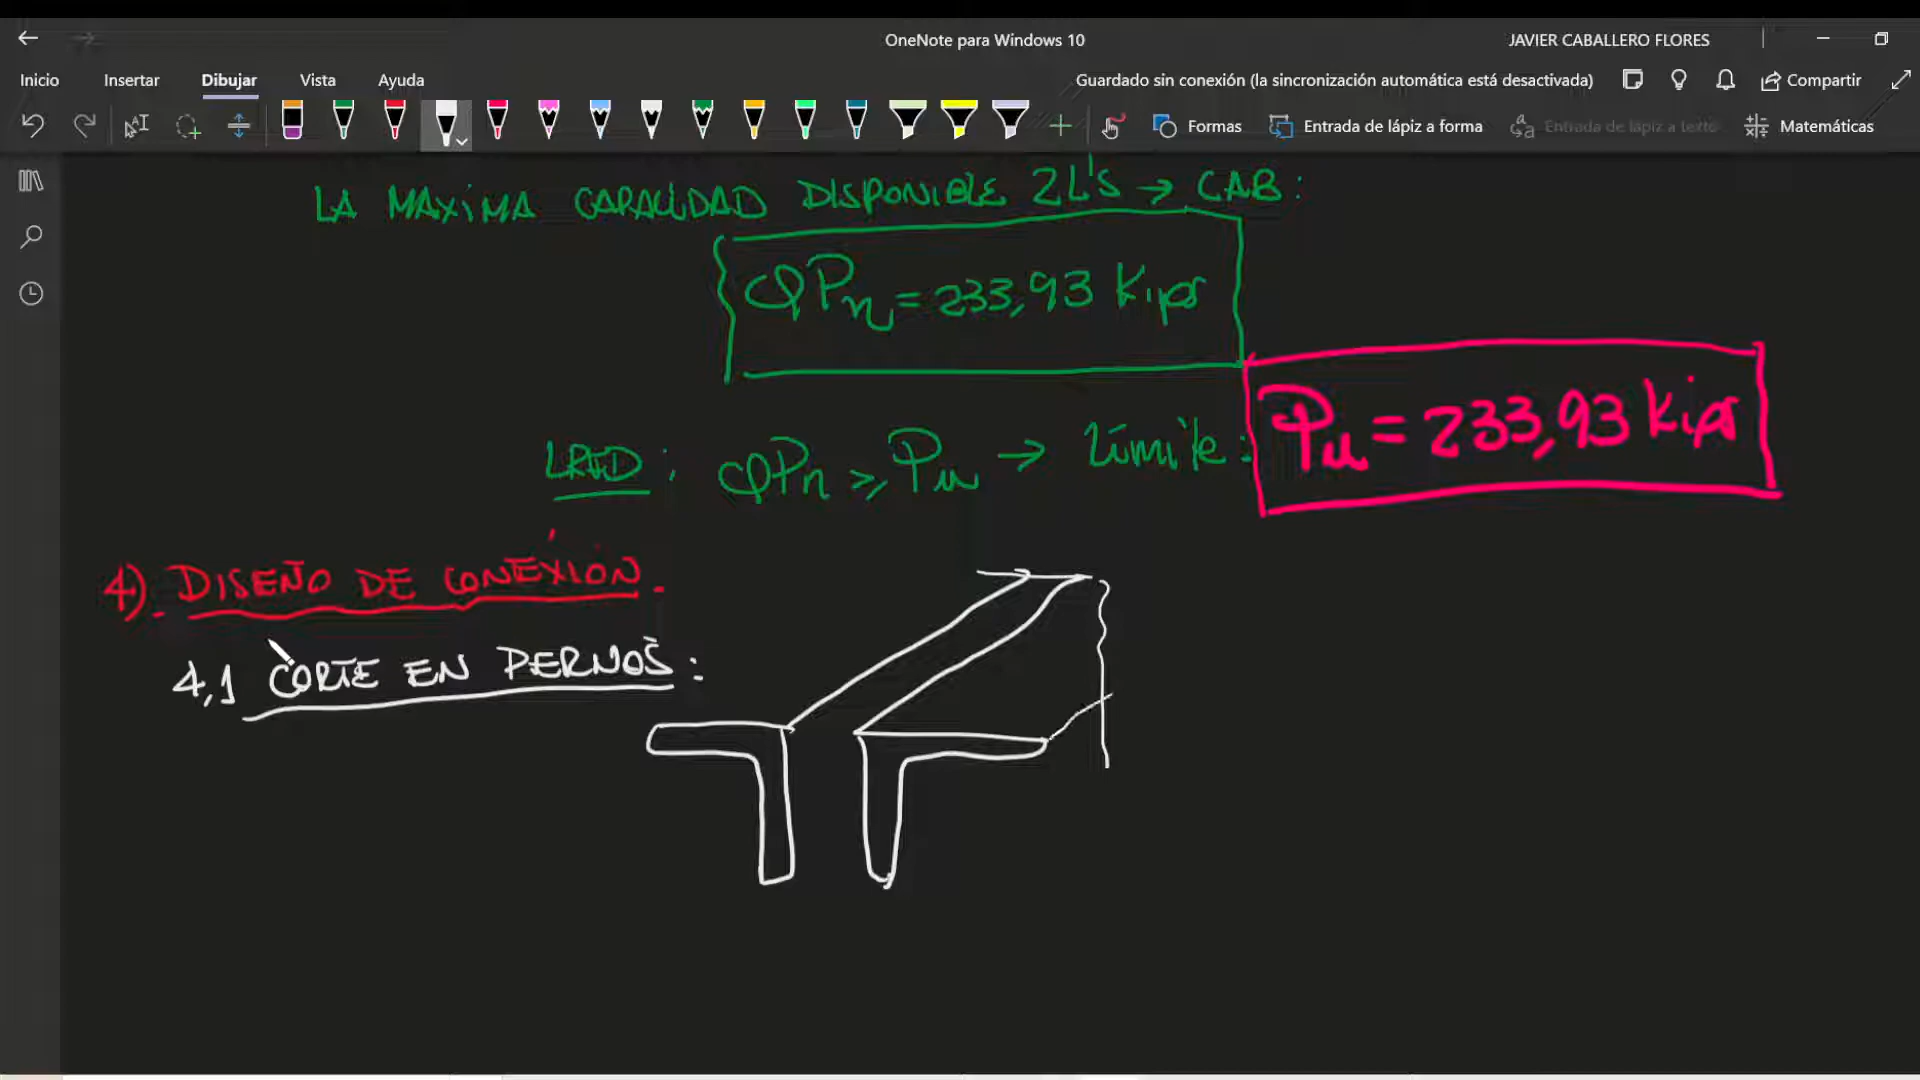 OneNote para Windows 10
JAVIER CABALLERO FLORES
Inicio Insertar Dibujar Vista Ayuda
Guardado sin conexión (la sincronización automática está desactivada)
Compartir
Formas Entrada de lápiz a forma Entrada de lápiz a texto Matemáticas
LA MAXIMA CAPACIDAD DISPONIBLE 2L'S → CAB:
ØPn = 233,93 Kips
LRFD: ØPn ≥ Pu → Límite: Pu = 233,93 Kips
4). DISEÑO DE CONEXIÓN.
4,1 CORTE EN PERNOS: